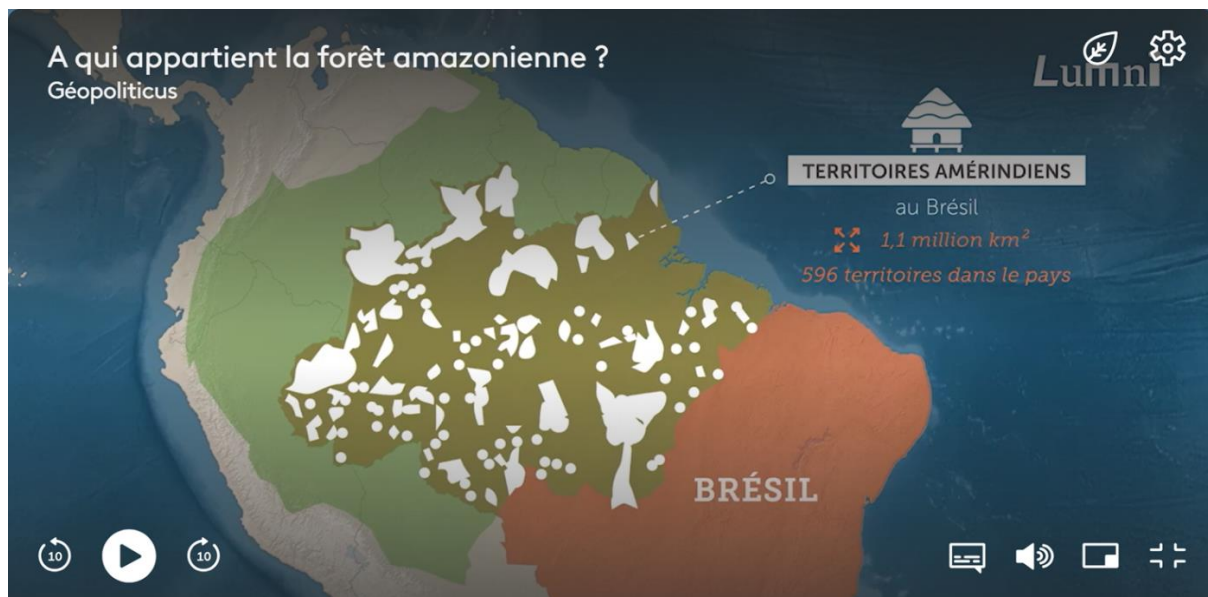 A qui appartient la forêt amazonienne ?
Géopoliticus
Lumni
TERRITOIRES AMÉRINDIENS
au Brésil
1,1 million km²
596 territoires dans le pays
BRÉSIL
10
10